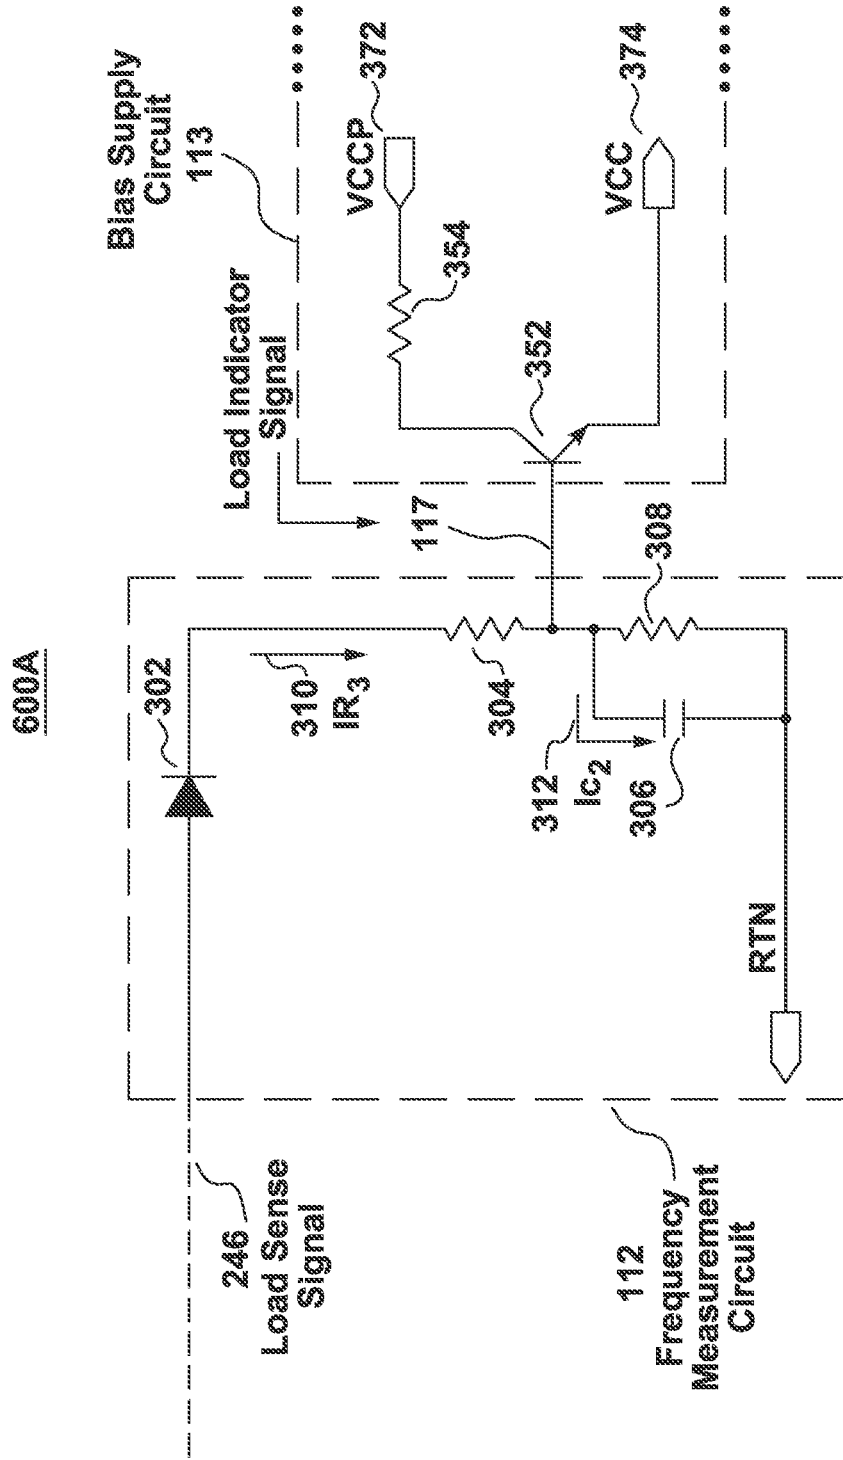 600A
246
Load Sense
Signal
302
310
IR3
Load Indicator
Signal
Bias Supply
Circuit
113
VCCP
372
354
352
117
304
308
312
Ic2
306
RTN
VCC
374
112
Frequency
Measurement
Circuit